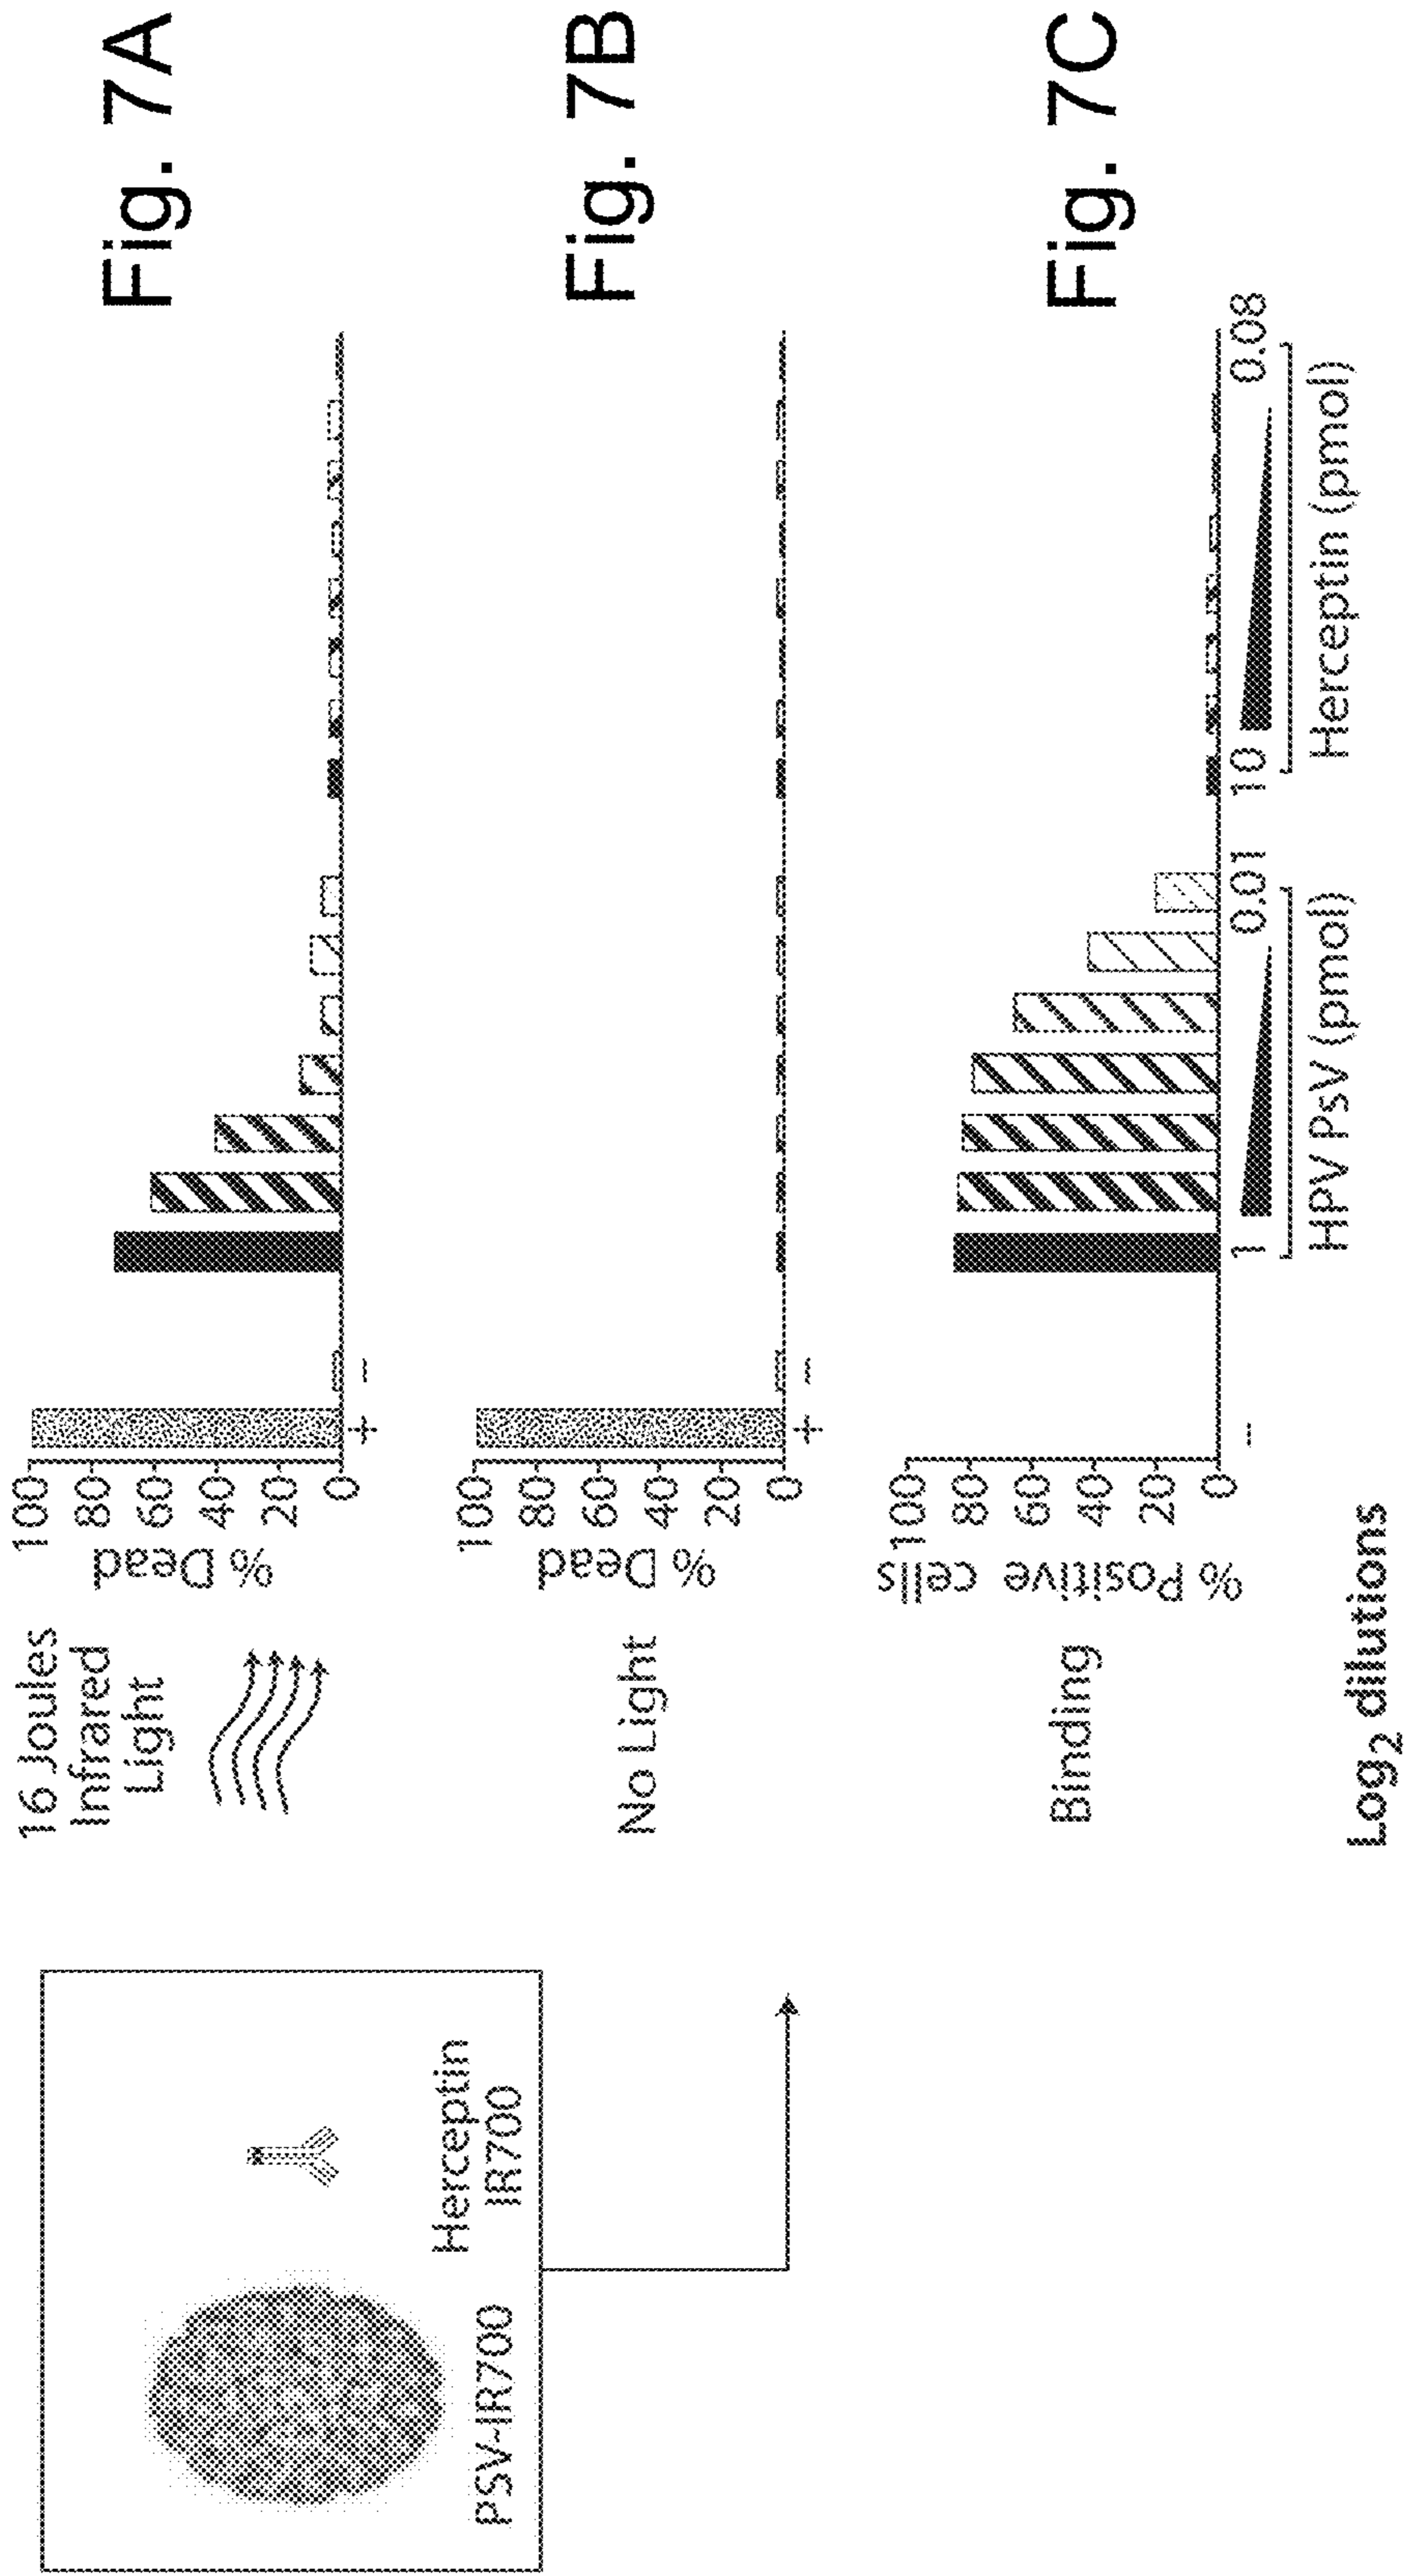 PSV-IR700
Herceptin
IR700
16 Joules
Infrared
Light
% Dead
100
80
60
40
20
0
+
−
Fig. 7A
No Light
% Dead
100
80
60
40
20
0
+
−
Fig. 7B
Binding
% Positive cells
100
80
60
40
20
0
−
1
0.01
10
0.08
HPV PsV (pmol)
Herceptin (pmol)
Log2 dilutions
Fig. 7C